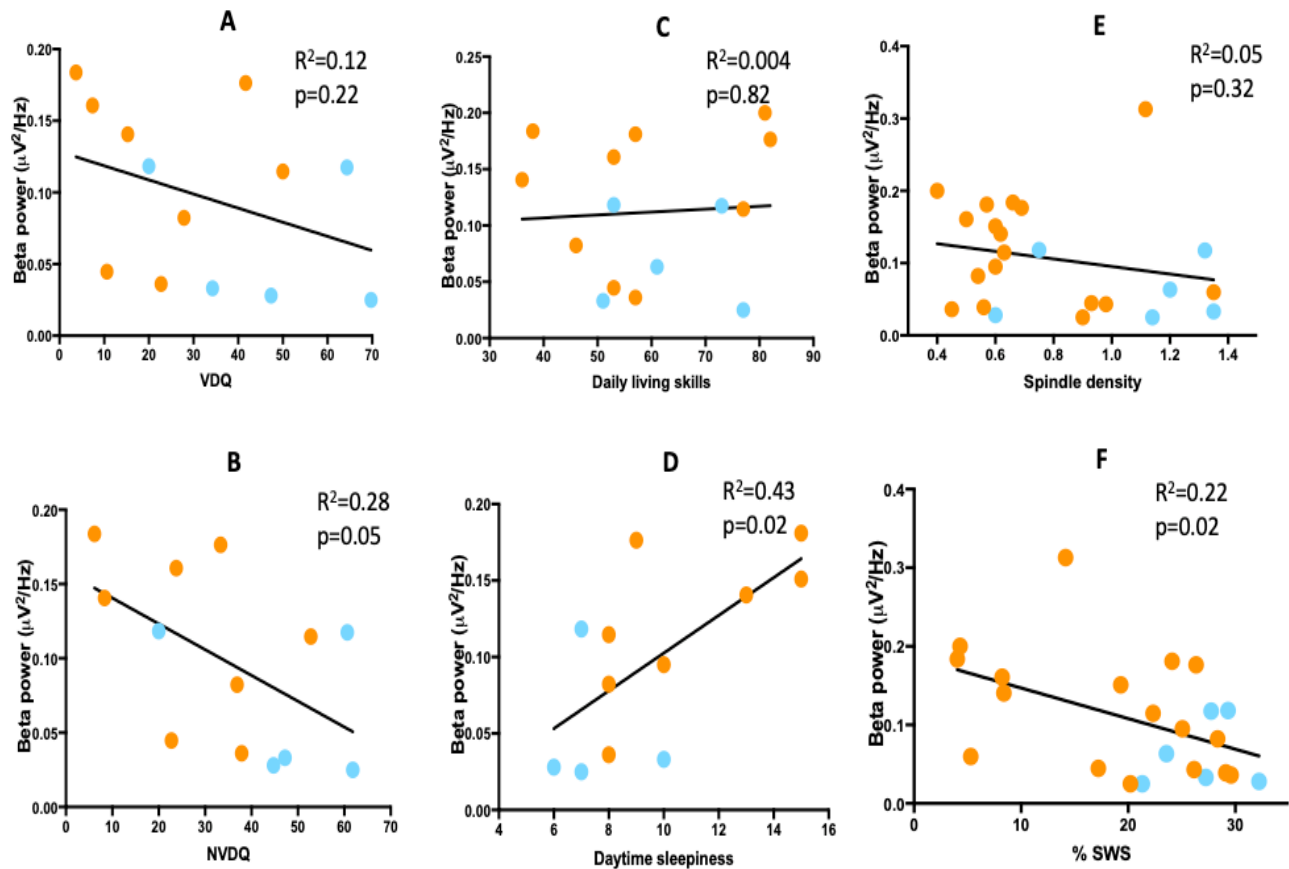 A
R²=0.12
p=0.22
Beta power (μV²/Hz)
0.20
0.15
0.10
0.05
0.00
0 10 20 30 40 50 60 70
VDQ
C
R²=0.004
p=0.82
Beta power (μV²/Hz)
0.25
0.20
0.15
0.10
0.05
0.00
30 40 50 60 70 80 90
Daily living skills
E
R²=0.05
p=0.32
Beta power (μV²/Hz)
0.4
0.3
0.2
0.1
0.0
0.4 0.6 0.8 1.0 1.2 1.4
Spindle density
B
R²=0.28
p=0.05
Beta power (μV²/Hz)
0.20
0.15
0.10
0.05
0.00
0 10 20 30 40 50 60 70
NVDQ
D
R²=0.43
p=0.02
Beta power (μV²/Hz)
0.20
0.15
0.10
0.05
0.00
4 6 8 10 12 14 16
Daytime sleepiness
F
R²=0.22
p=0.02
Beta power (μV²/Hz)
0.4
0.3
0.2
0.1
0.0
0 10 20 30
% SWS